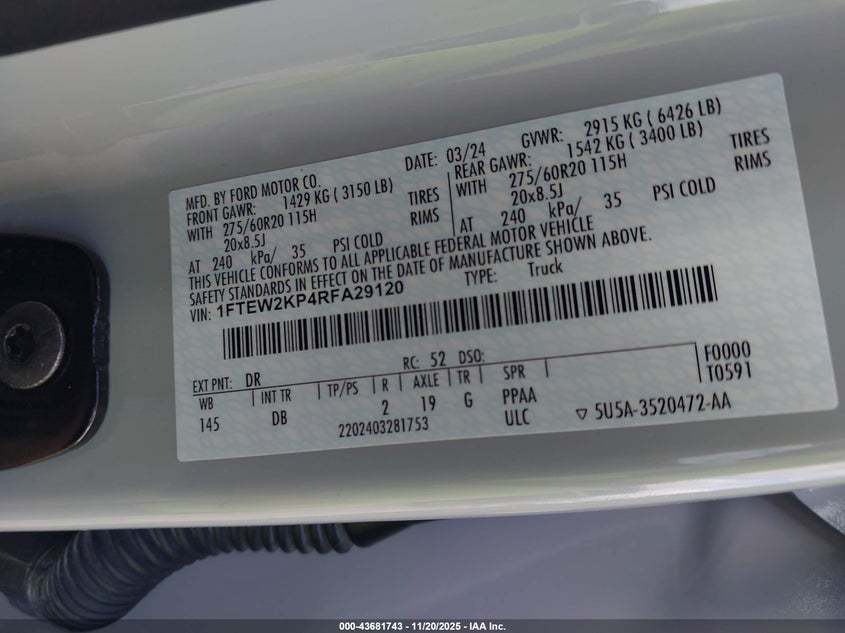 MFD. BY FORD MOTOR CO.
DATE: 03/24
GVWR: 2915 KG ( 6426 LB)
FRONT GAWR: 1429 KG ( 3150 LB)
REAR GAWR: 1542 KG ( 3400 LB)
WITH 275/60R20 115H TIRES
WITH 275/60R20 115H TIRES
20x8.5J RIMS
20x8.5J RIMS
AT 240 kPa/ 35 PSI COLD
AT 240 kPa/ 35 PSI COLD
THIS VEHICLE CONFORMS TO ALL APPLICABLE FEDERAL MOTOR VEHICLE
SAFETY STANDARDS IN EFFECT ON THE DATE OF MANUFACTURE SHOWN ABOVE.
VIN: 1FTEW2KP4RFA29120
TYPE: Truck
EXT PNT: DR RC: 52 DSO:
F0000
WB INT TR TP/PS R AXLE TR SPR
T0591
145 DB 2 19 G PPAA
2202403281753 ULC
▽ 5U5A-3520472-AA
000-43681743 - 11/20/2025 - IAA Inc.